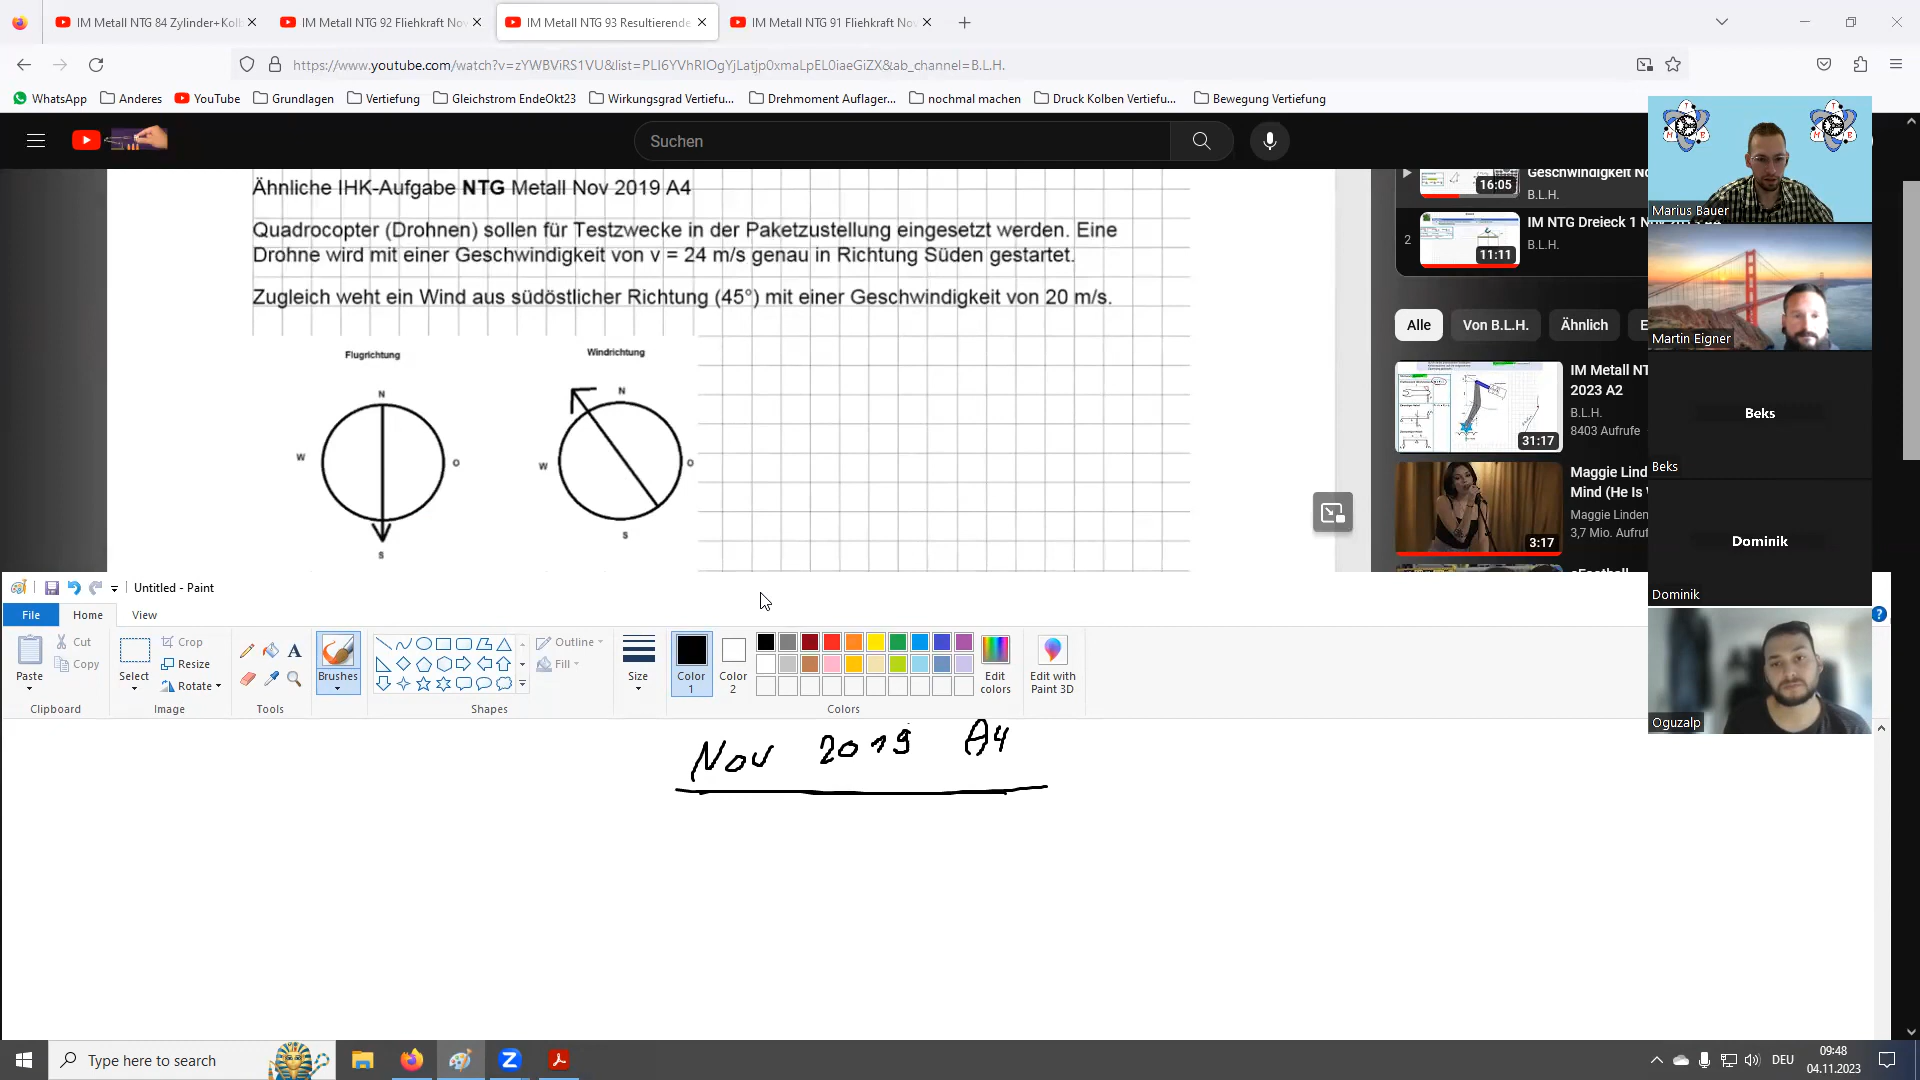 IM Metall NTG 84 Zylinder+Kolb
IM Metall NTG 92 Fliehkraft Nov
IM Metall NTG 93 Resultierende
IM Metall NTG 91 Fliehkraft Nov
https://www.youtube.com/watch?v=zYWBViRS1VU&list=PLI6YVhRIOgYjLatjp0xmaLpEL0iaeGiZX&ab_channel=B.L.H.
WhatsApp
Anderes
YouTube
Grundlagen
Vertiefung
Gleichstrom EndeOkt23
Wirkungsgrad Vertiefu...
Drehmoment Auflager...
nochmal machen
Druck Kolben Vertiefu...
Bewegung Vertiefung
Suchen
Ähnliche IHK-Aufgabe NTG Metall Nov 2019 A4
Quadrocopter (Drohnen) sollen für Testzwecke in der Paketzustellung eingesetzt werden. Eine
Drohne wird mit einer Geschwindigkeit von v = 24 m/s genau in Richtung Süden gestartet.
Zugleich weht ein Wind aus südöstlicher Richtung (45°) mit einer Geschwindigkeit von 20 m/s.
Flugrichtung
N
W
O
S
Windrichtung
N
W
O
S
16:05
Geschwindigkeit No
B.L.H.
2
11:11
IM NTG Dreieck 1
B.L.H.
Alle
Von B.L.H.
Ähnlich
31:17
IM Metall NT
2023 A2
B.L.H.
8403 Aufrufe
3:17
Maggie Lind
Mind (He Is
Maggie Linden
3,7 Mio. Aufruf
Marius Bauer
Martin Eigner
Beks
Beks
Dominik
Dominik
Oguzalp
Untitled - Paint
File
Home
View
Paste
Cut
Copy
Clipboard
Select
Crop
Resize
Rotate
Image
A
Tools
Brushes
Outline
Fill
Shapes
Size
Color
1
Color
2
Edit
colors
Colors
Edit with
Paint 3D
Nov 2019 A4
Type here to search
Z
DEU
09:48
04.11.2023